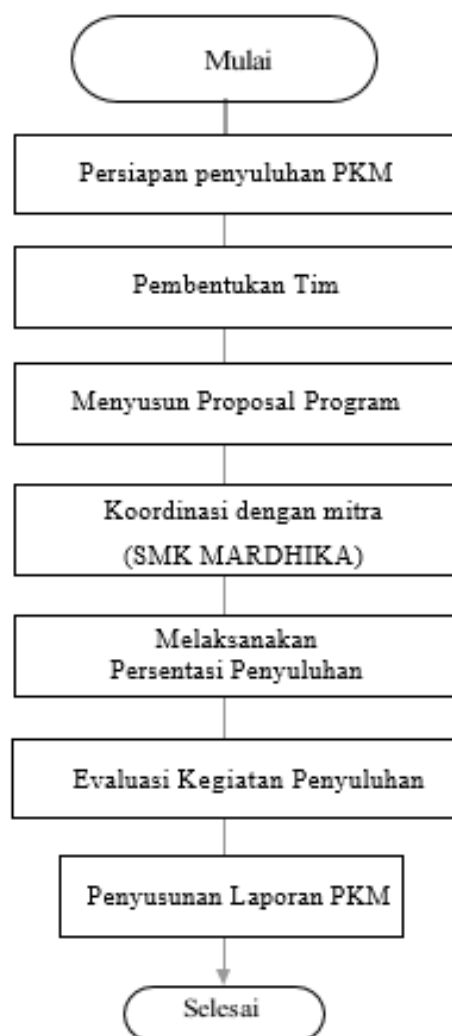 Mulai
Persiapan penyuluhan PKM
Pembentukan Tim
Menyusun Proposal Program
Koordinasi dengan mitra
(SMK MARDHIKA)
Melaksanakan
Persentasi Penyuluhan
Evaluasi Kegiatan Penyuluhan
Penyusunan Laporan PKM
Selesai